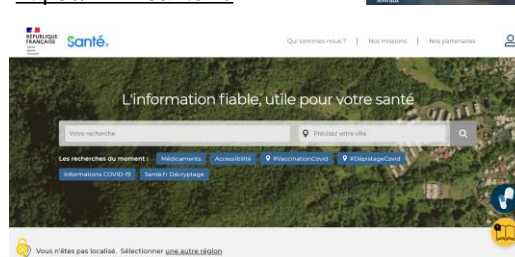 RÉPUBLIQUE
FRANÇAISE
Santé.
Qui sommes-nous ? | Nos missions | Nos partenaires
L'information fiable, utile pour votre santé
Votre recherche
Précisez votre ville
Les recherches du moment : Médicaments Accessibilité #VaccinationCovid #DépistageCovid
Informations COVID-19 Santé.fr Décryptage
Vous n'êtes pas localisé. Sélectionner une autre région